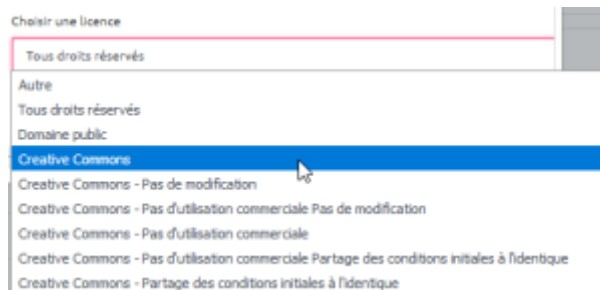 Choisir une licence
Tous droits réservés
Autre
Tous droits réservés
Domaine public
Creative Commons
Creative Commons - Pas de modification
Creative Commons - Pas d'utilisation commerciale Pas de modification
Creative Commons - Pas d'utilisation commerciale
Creative Commons - Pas d'utilisation commerciale Partage des conditions initiales à l'identique
Creative Commons - Partage des conditions initiales à l'identique